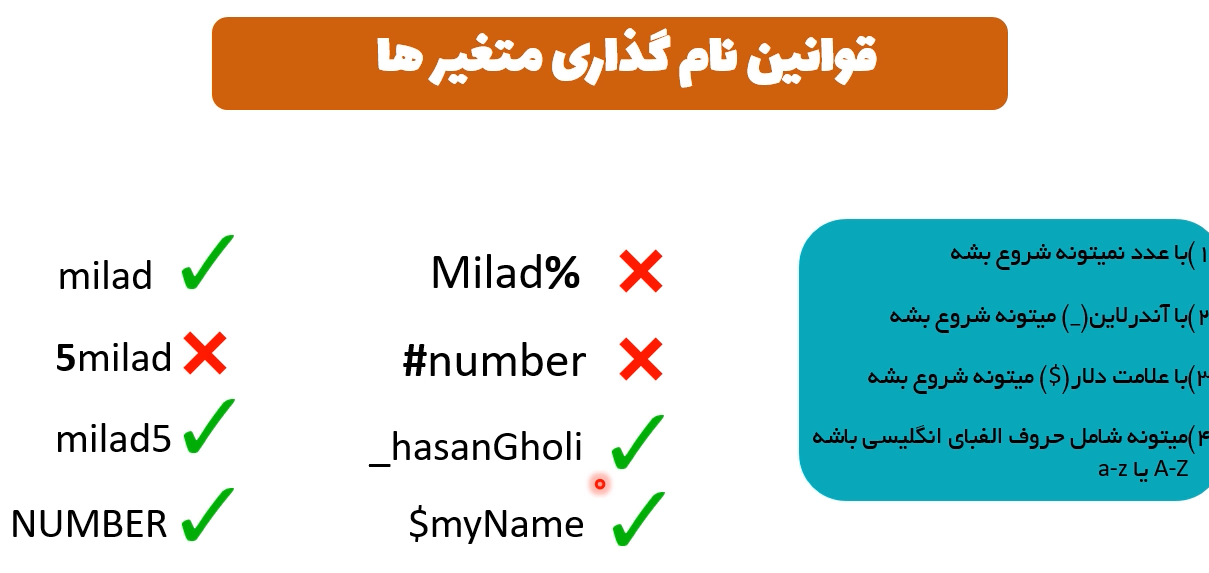 قوانین نام گذاری متغیر ها
۱)با عدد نمیتونه شروع بشه
۲)با آندرلاین(_) میتونه شروع بشه
۳)با علامت دلار($) میتونه شروع بشه
۴)میتونه شامل حروف الفبای انگلیسی باشه
A-Z یا a-z
milad
5milad
milad5
NUMBER
Milad%
#number
_hasanGholi
$myName